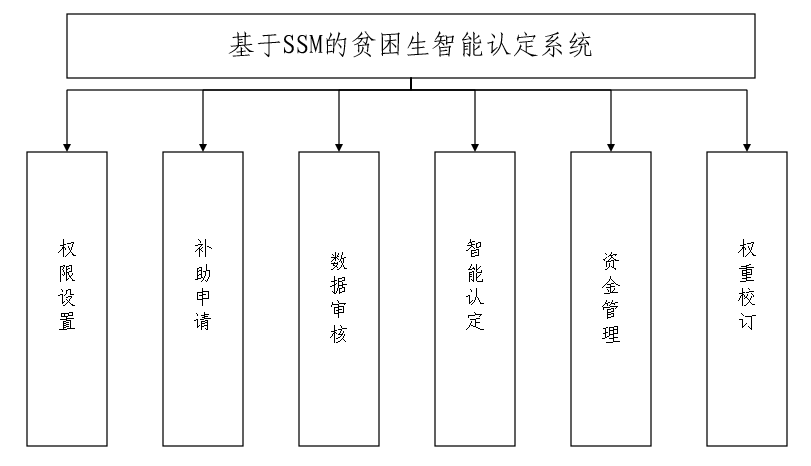 基于SSM的贫困生智能认定系统
权限设置
补助申请
数据审核
智能认定
资金管理
权重校订